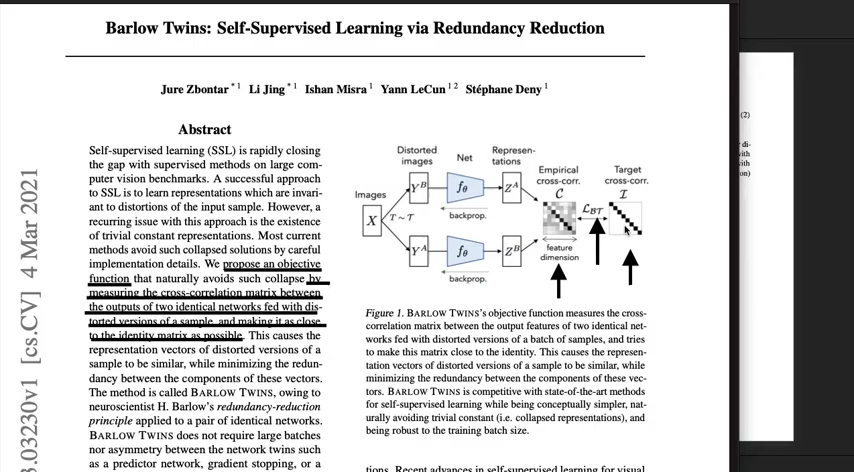 Barlow Twins: Self-Supervised Learning via Redundancy Reduction
Jure Zbontar * 1 Li Jing * 1 Ishan Misra 1 Yann LeCun 1 2 Stéphane Deny 1
3.03230v1 [cs.CV] 4 Mar 2021
Abstract
Self-supervised learning (SSL) is rapidly closing
the gap with supervised methods on large com-
puter vision benchmarks. A successful approach
to SSL is to learn representations which are invari-
ant to distortions of the input sample. However, a
recurring issue with this approach is the existence
of trivial constant representations. Most current
methods avoid such collapsed solutions by careful
implementation details. We propose an objective
function that naturally avoids such collapse by
measuring the cross-correlation matrix between
the outputs of two identical networks fed with dis-
torted versions of a sample, and making it as close
to the identity matrix as possible. This causes the
representation vectors of distorted versions of a
sample to be similar, while minimizing the redun-
dancy between the components of these vectors.
The method is called BARLOW TWINS, owing to
neuroscientist H. Barlow's redundancy-reduction
principle applied to a pair of identical networks.
BARLOW TWINS does not require large batches
nor asymmetry between the network twins such
as a predictor network, gradient stopping, or a
Distorted
images
Net
Represen-
tations
Empirical
cross-corr.
C
Target
cross-corr.
I
Images
X
T ~ T
Y^B
f_θ
Z^A
backprop.
L_BT
Y^A
f_θ
Z^B
backprop.
feature
dimension
Figure 1. BARLOW TWINS's objective function measures the cross-
correlation matrix between the output features of two identical net-
works fed with distorted versions of a batch of samples, and tries
to make this matrix close to the identity. This causes the represen-
tation vectors of distorted versions of a sample to be similar, while
minimizing the redundancy between the components of these vec-
tors. BARLOW TWINS is competitive with state-of-the-art methods
for self-supervised learning while being conceptually simpler, nat-
urally avoiding trivial constant (i.e. collapsed representations), and
being robust to the training batch size.
tions. Recent advances in self-supervised learning for visual
(2)
di-
with
with
on)